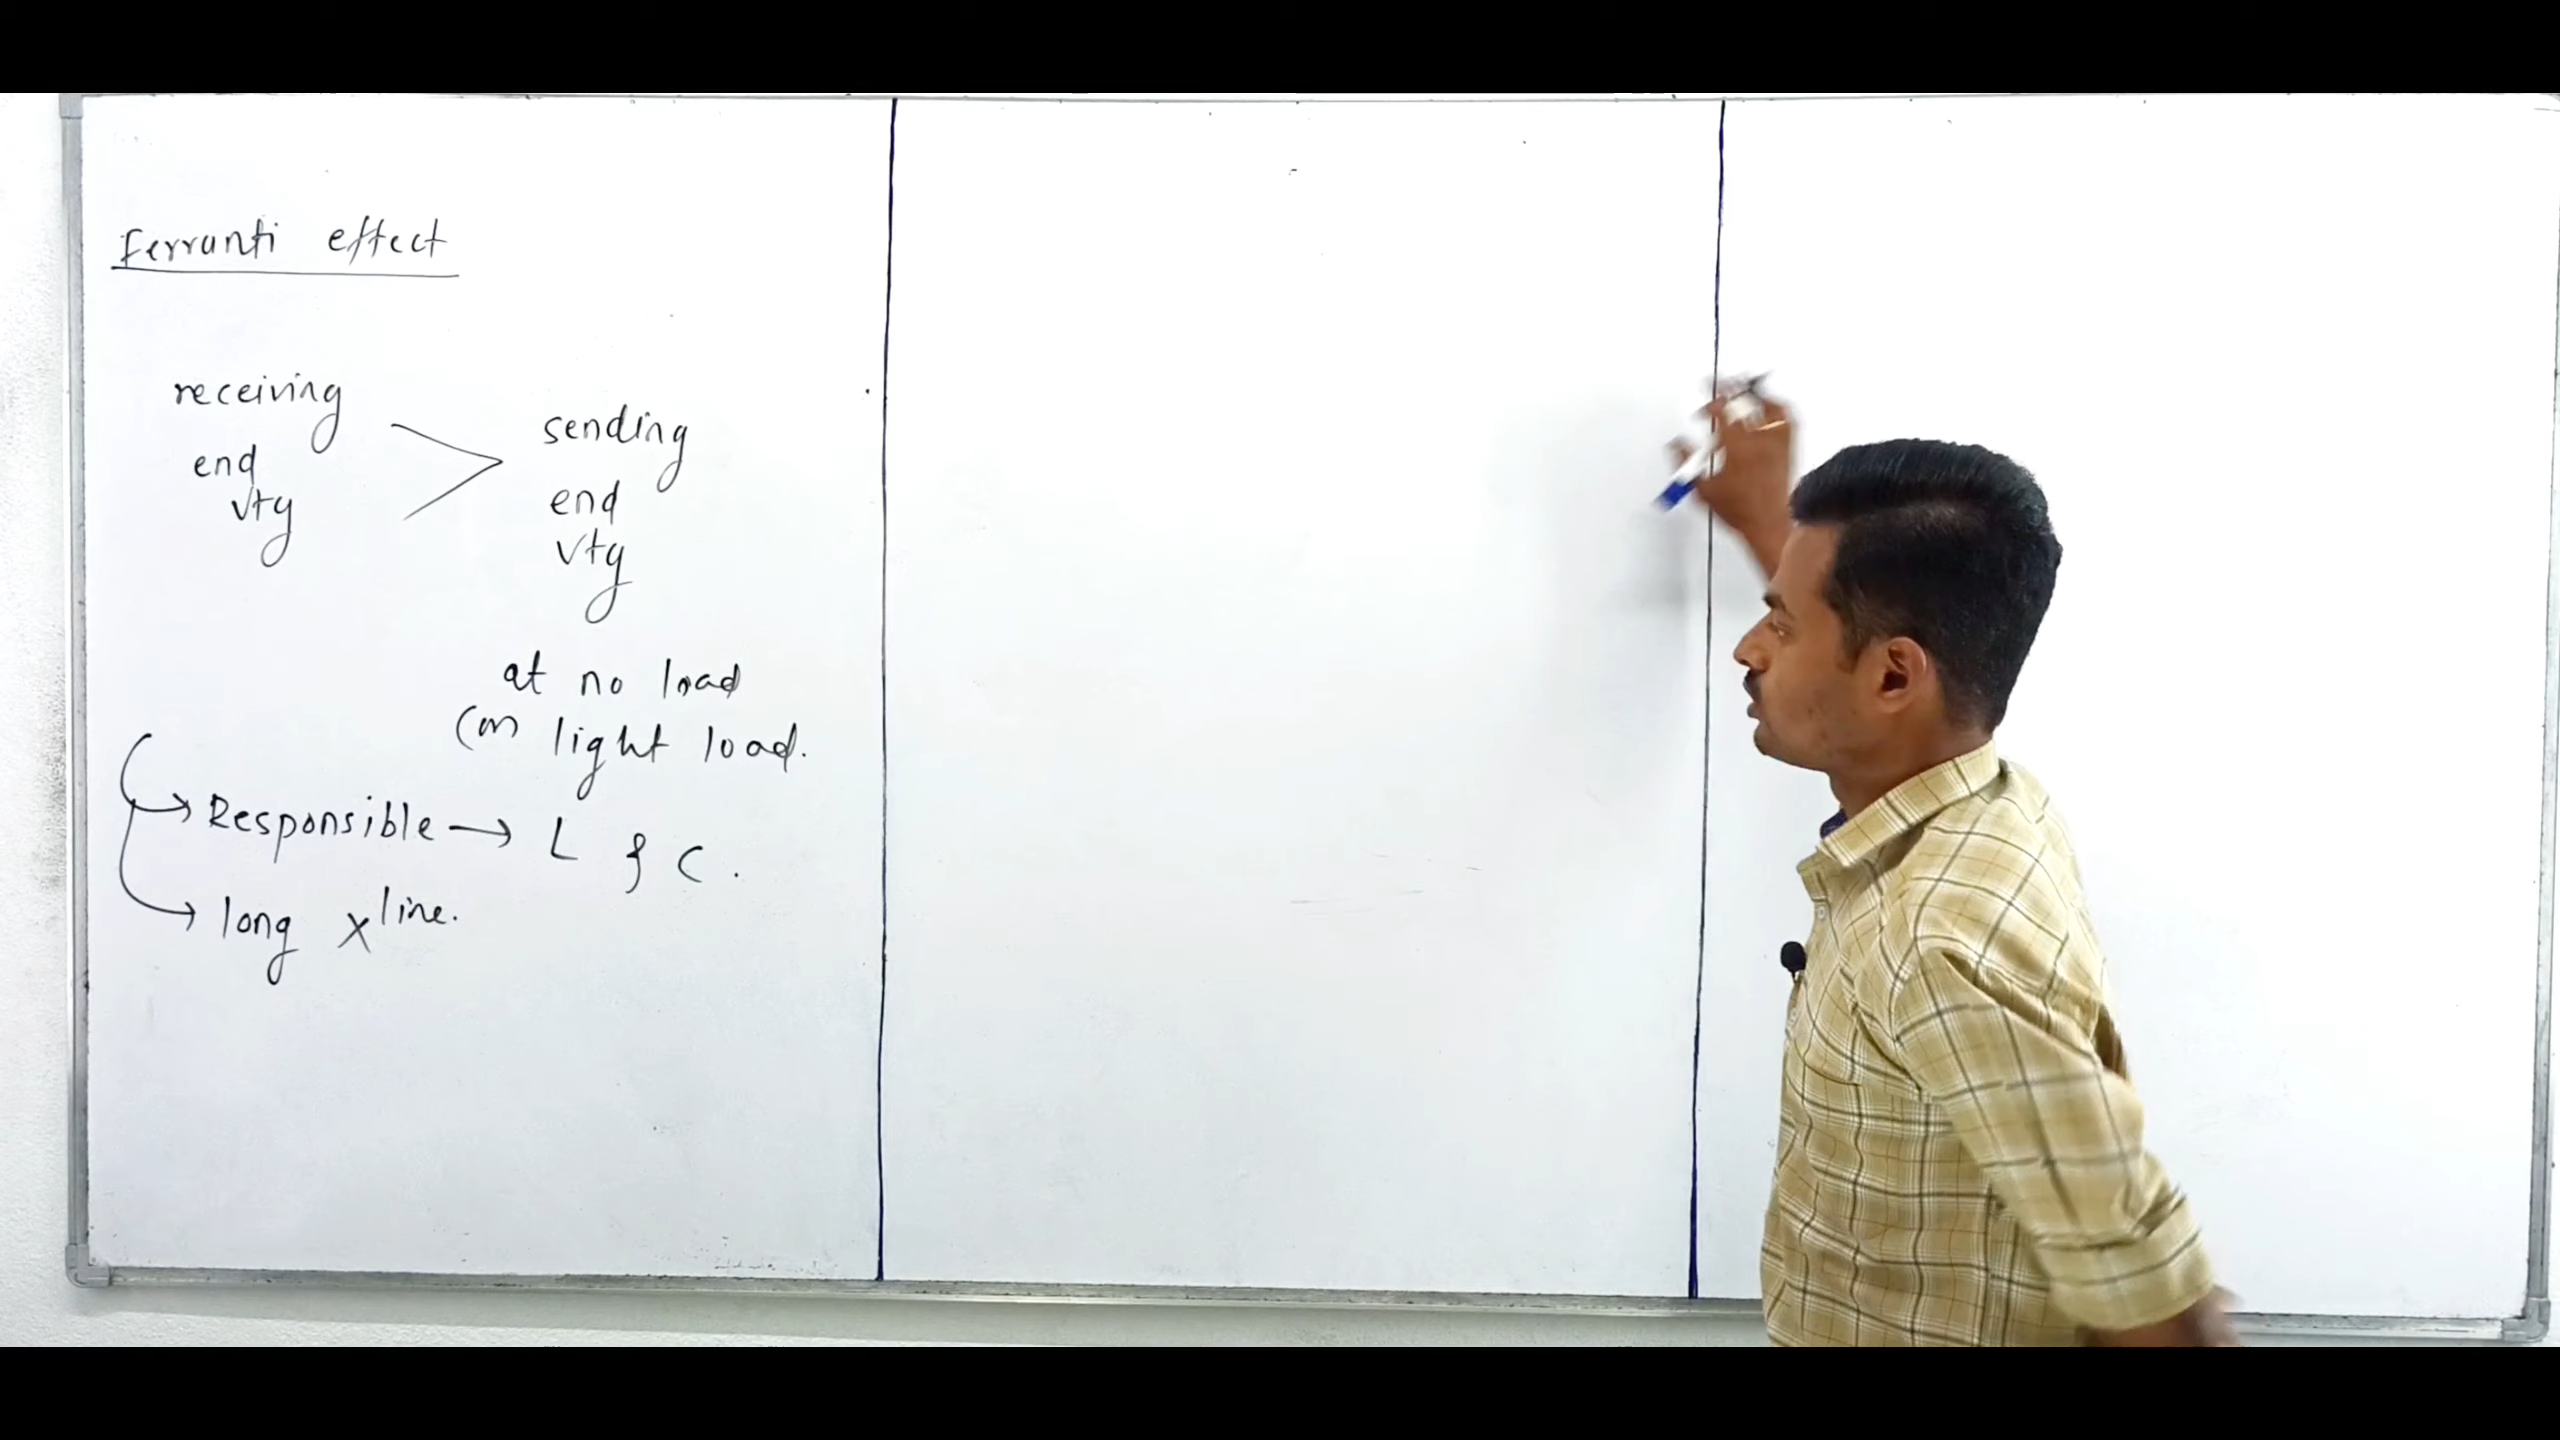 Ferranti effect
receiving
end
vtg
>
sending
end
vtg
at no load
(or) light load.
→ Responsible → L & C.
→ long x line.